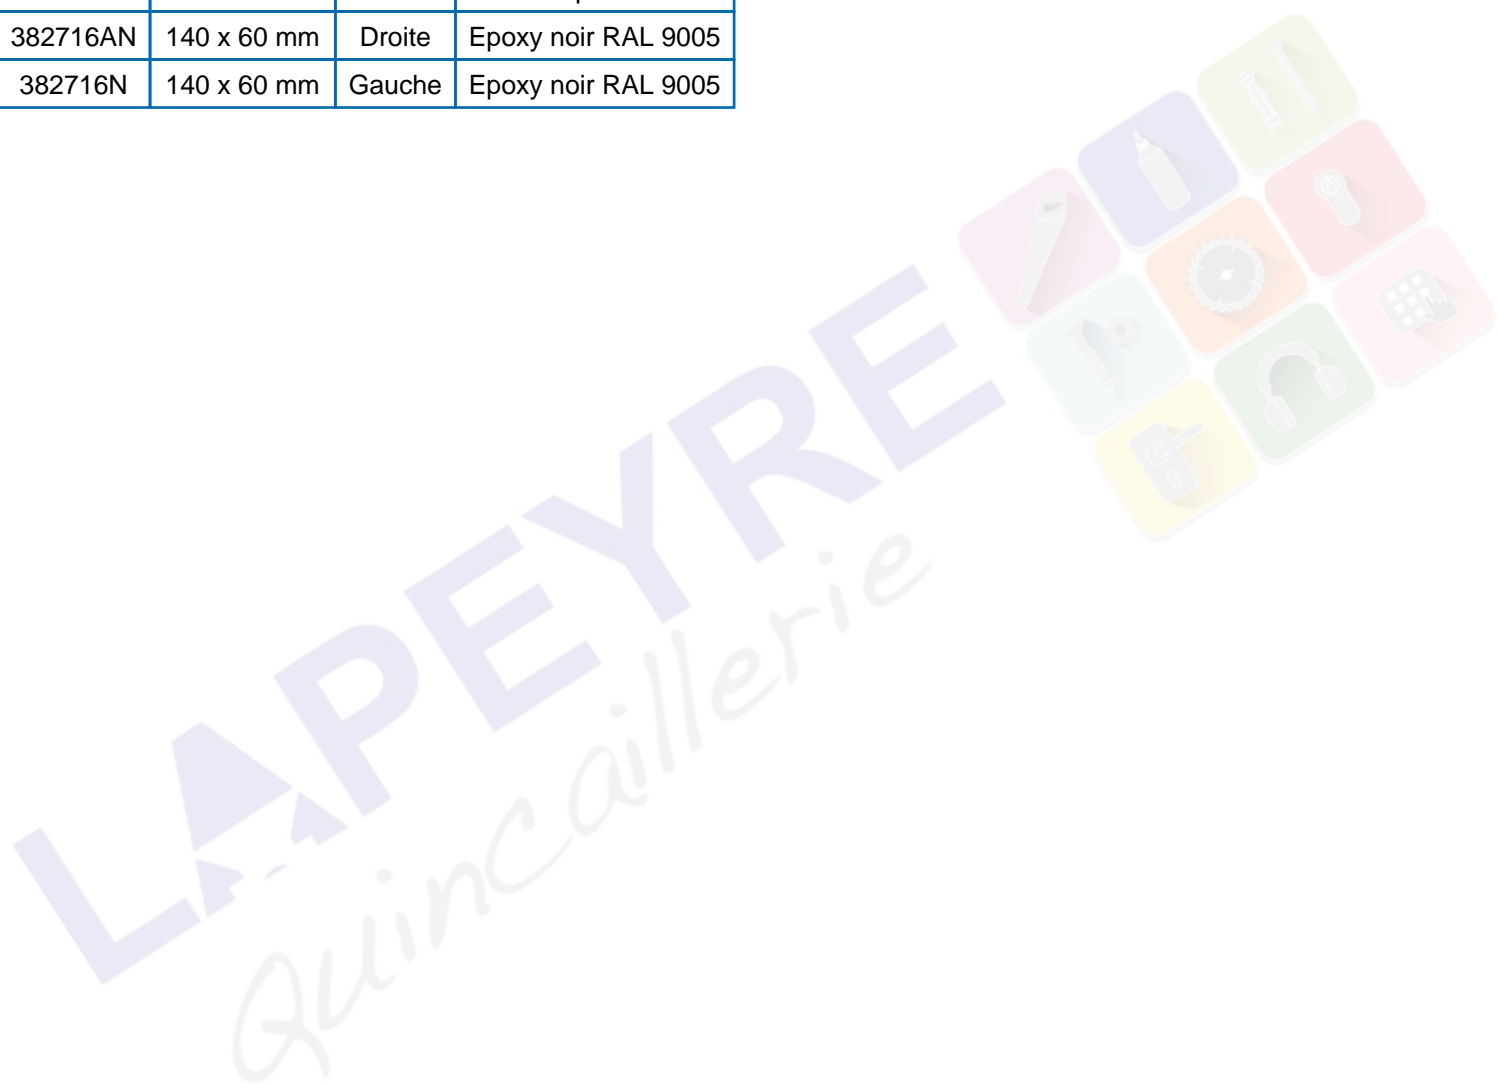 382716AN 140 x 60 mm Droite Epoxy noir RAL 9005
382716N 140 x 60 mm Gauche Epoxy noir RAL 9005
LAPEYRE
Quincaillerie